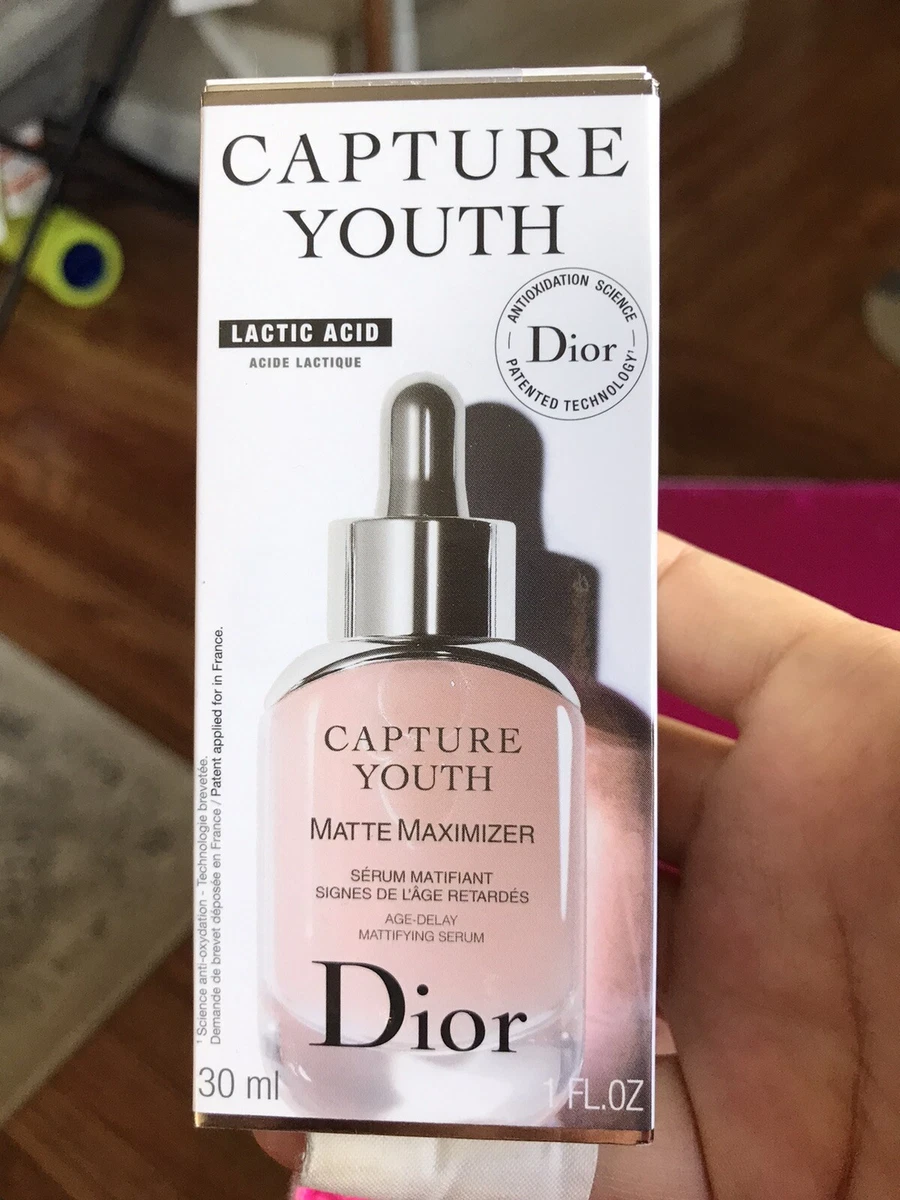 CAPTURE
YOUTH
LACTIC ACID
ACIDE LACTIQUE
ANTIOXIDATION SCIENCE
Dior
PATENTED TECHNOLOGY¹
CAPTURE
YOUTH
MATTE MAXIMIZER
SÉRUM MATIFIANT
SIGNES DE L'ÂGE RETARDÉS
AGE-DELAY
MATTIFYING SERUM
Dior
¹ Science anti-oxydation - Technologie brevetée.
Demande de brevet déposée en France / Patent applied for in France.
30 ml
1 FL.OZ